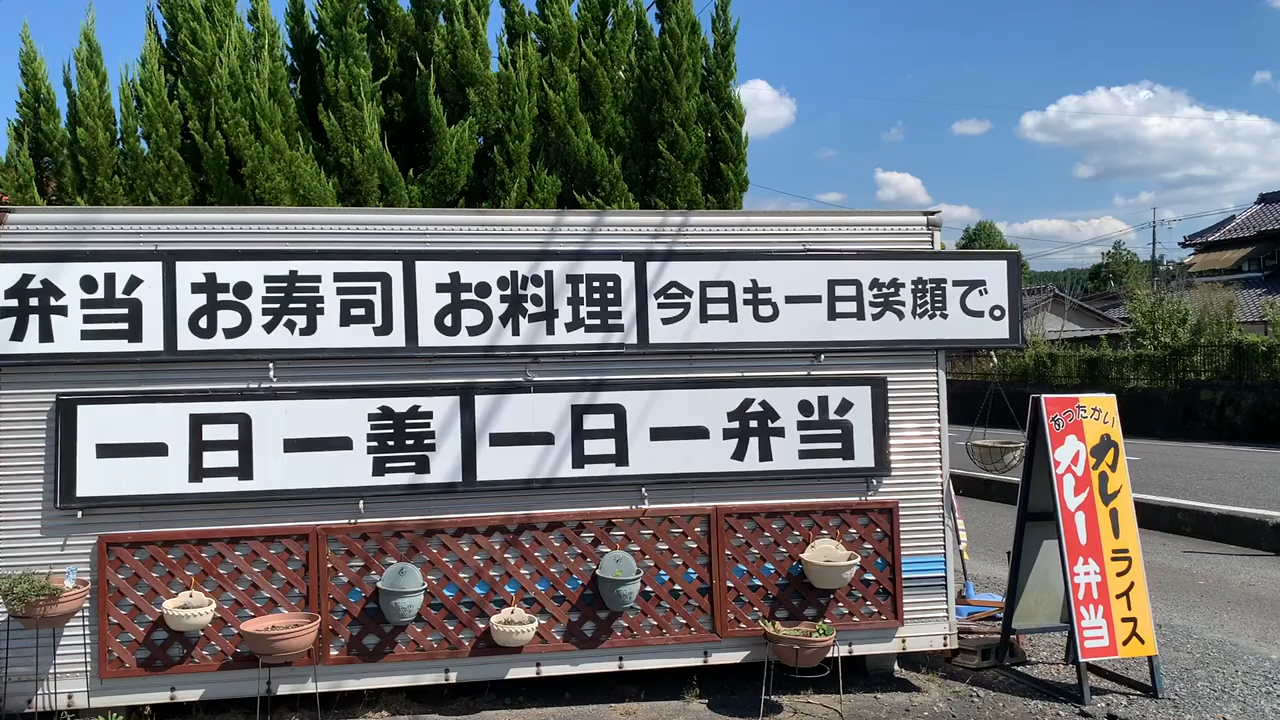 弁当 お寿司 お料理 今日も一日笑顔で。
一日一善 一日一弁当
あったかい
カレーライス
カレー弁当